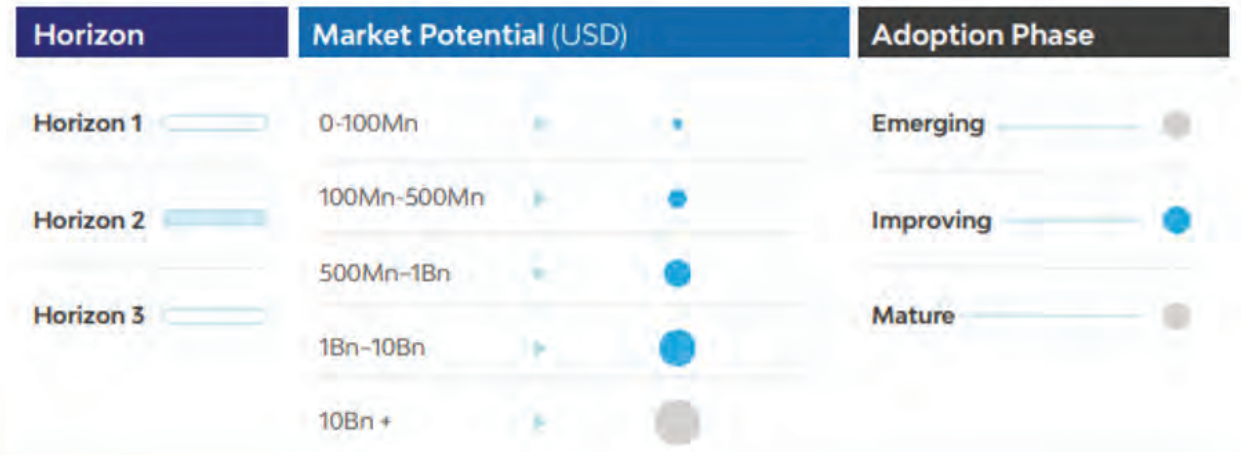 Horizon
Market Potential (USD)
Adoption Phase
Horizon 1
0-100Mn
Emerging
100Mn-500Mn
Horizon 2
Improving
500Mn-1Bn
Horizon 3
Mature
1Bn-10Bn
10Bn +